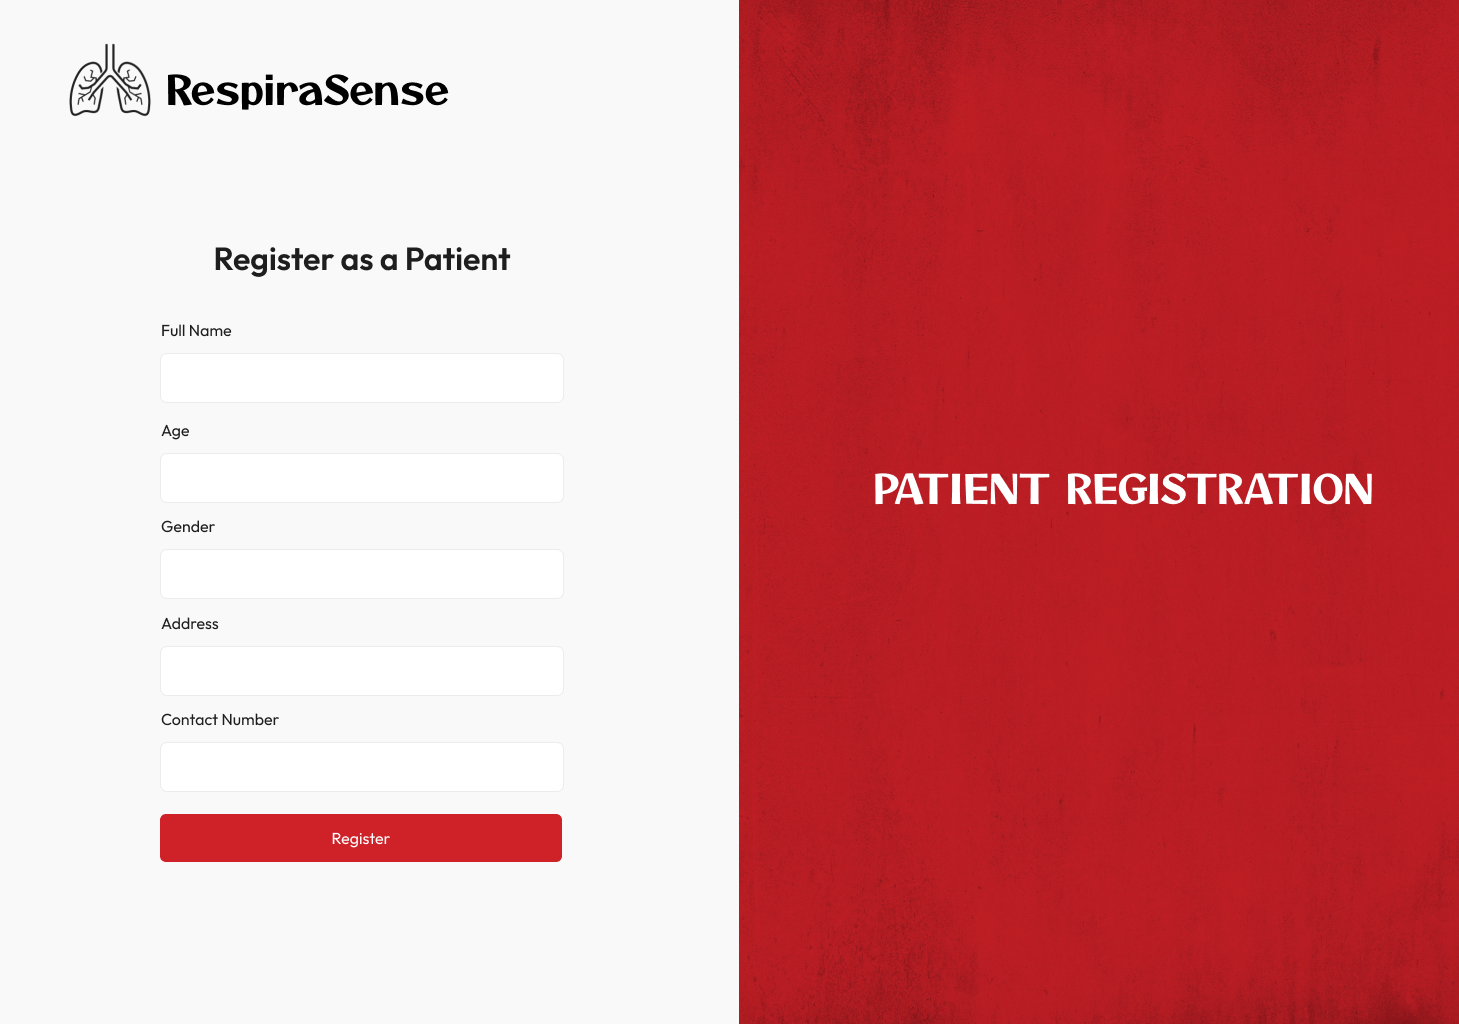 RespiraSense
Register as a Patient
Full Name
Age
Gender
Address
Contact Number
Register
PATIENT REGISTRATION